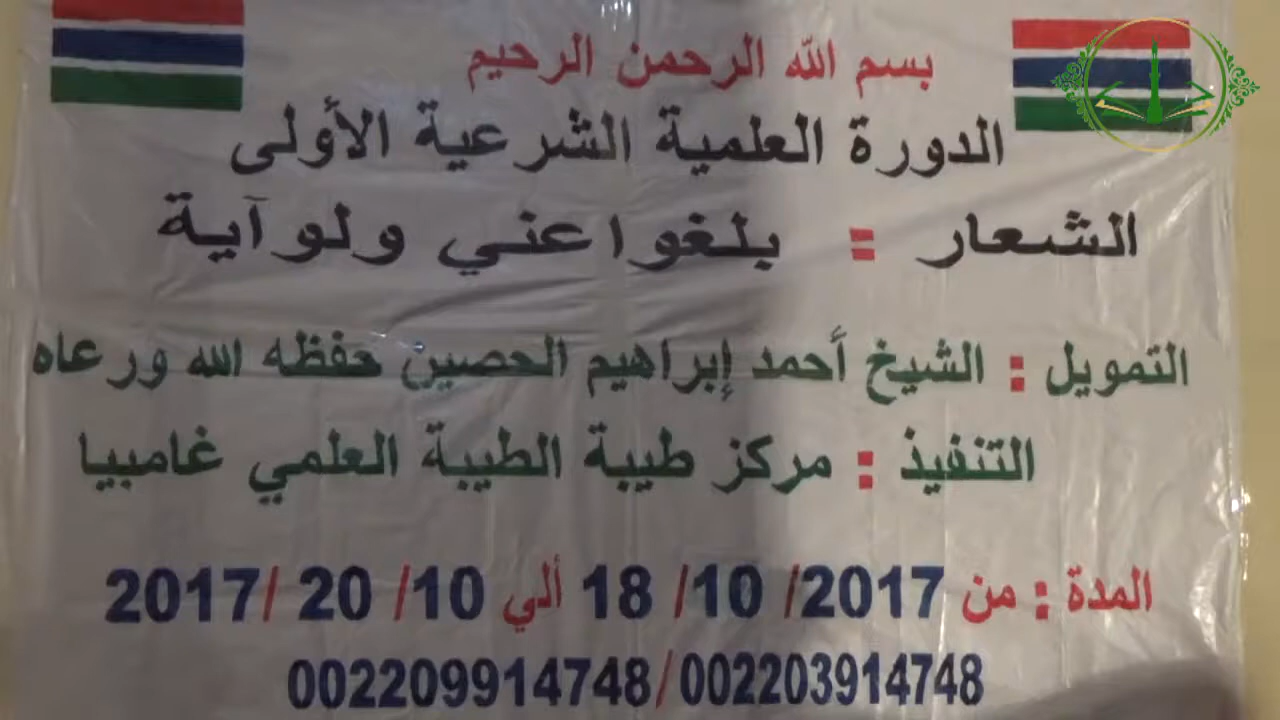 بسم الله الرحمن الرحيم
الدورة العلمية الشرعية الأولى
الشعار : بلغواعني ولوآية
التمويل : الشيخ أحمد إبراهيم الحصين حفظه الله ورعاه
التنفيذ : مركز طيبة الطيبة العلمي غامبيا
المدة : من 2017/ 10/ 18 ألي 10/ 20 /2017
002209914748/002203914748